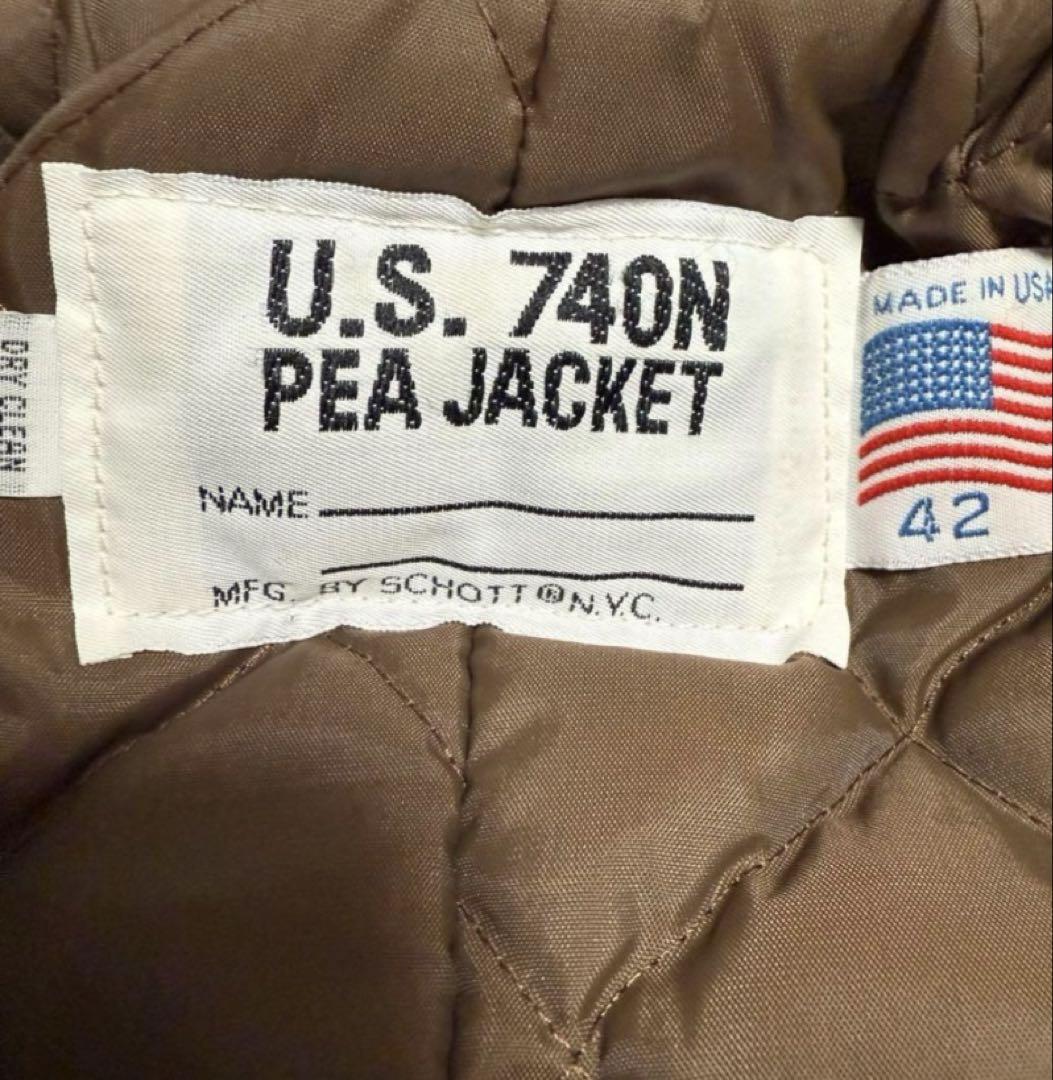 U.S. 740N
PEA JACKET
NAME
MFG. BY SCHOTT® N.Y.C.
DRY CLEAN
MADE IN USA
42